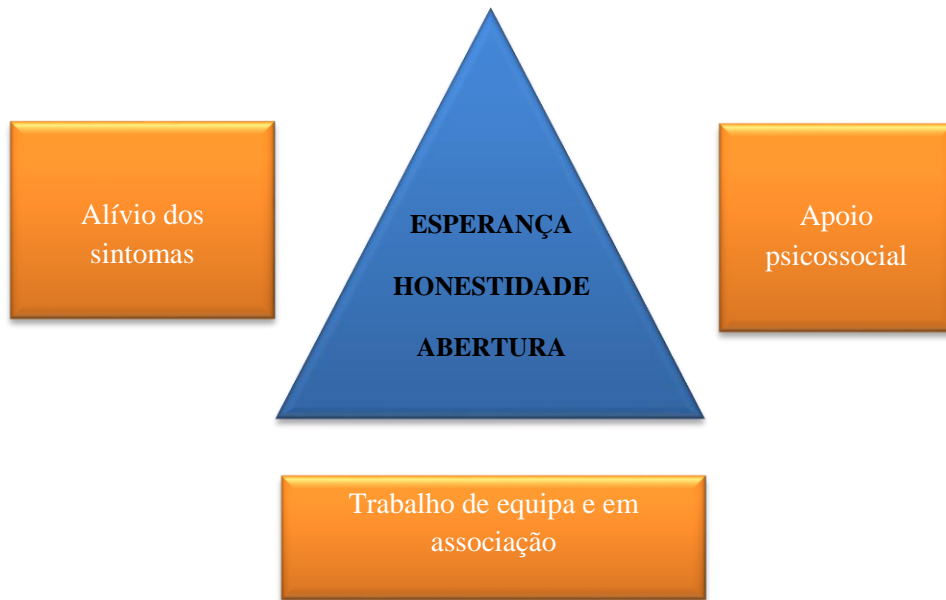 Alívio dos
sintomas
ESPERANÇA
HONESTIDADE
ABERTURA
Apoio
psicossocial
Trabalho de equipa e em
associação